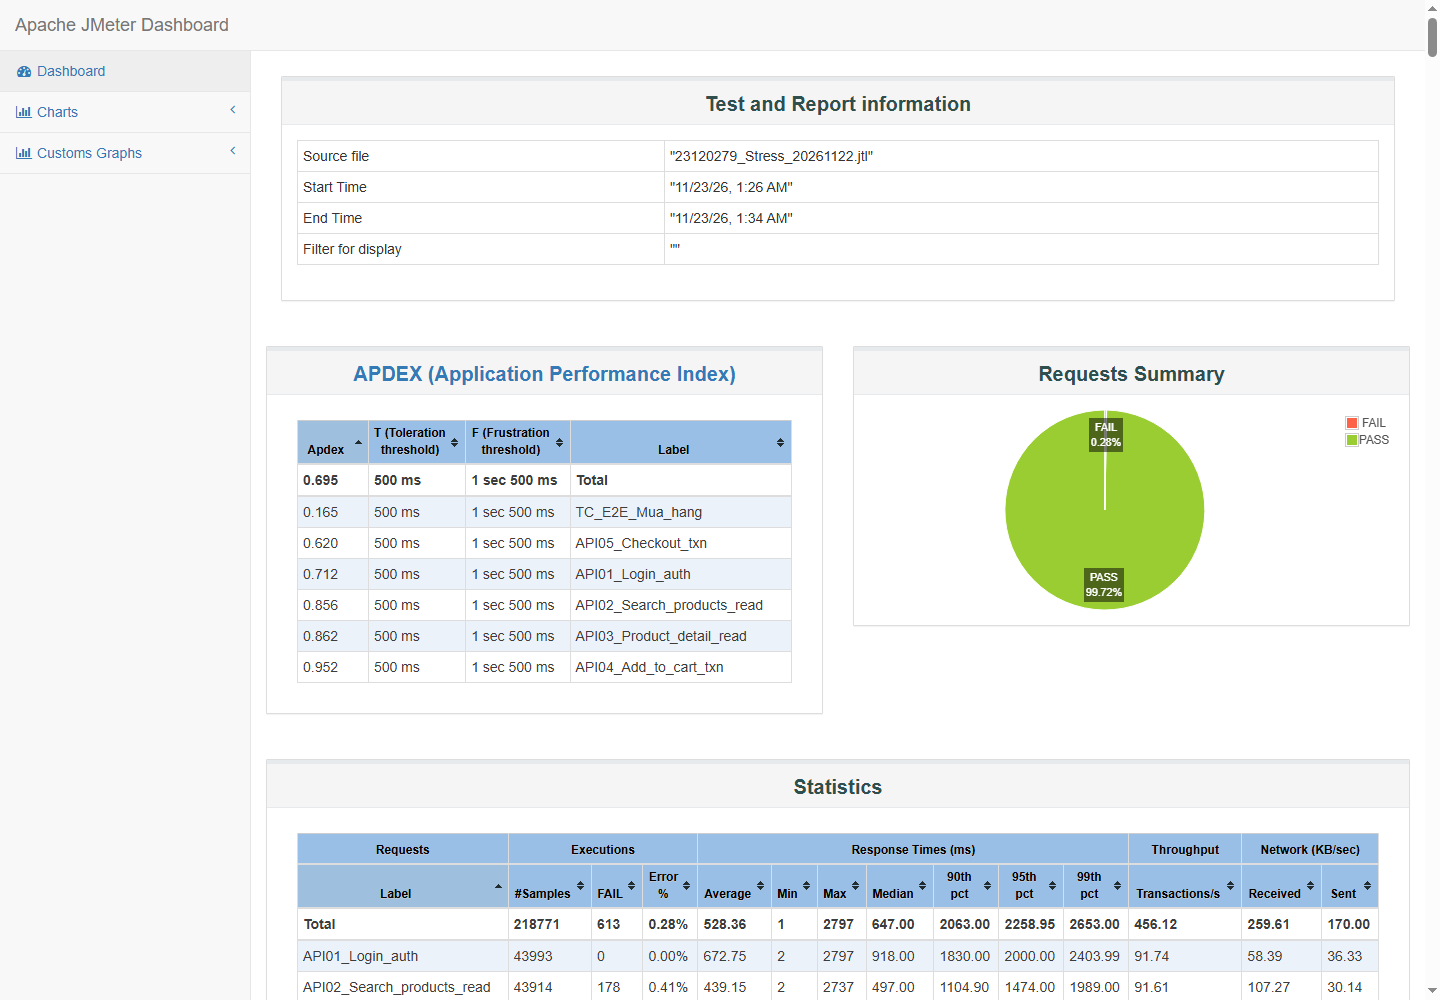 Apache JMeter Dashboard
Dashboard
Charts
Customs Graphs
Test and Report information
Source file "23120279_Stress_20261122.jtl"
Start Time "11/23/26, 1:26 AM"
End Time "11/23/26, 1:34 AM"
Filter for display ""
APDEX (Application Performance Index)
Apdex T (Toleration threshold) F (Frustration threshold) Label
0.695 500 ms 1 sec 500 ms Total
0.165 500 ms 1 sec 500 ms TC_E2E_Mua_hang
0.620 500 ms 1 sec 500 ms API05_Checkout_txn
0.712 500 ms 1 sec 500 ms API01_Login_auth
0.856 500 ms 1 sec 500 ms API02_Search_products_read
0.862 500 ms 1 sec 500 ms API03_Product_detail_read
0.952 500 ms 1 sec 500 ms API04_Add_to_cart_txn
Requests Summary
FAIL
0.28%
PASS
99.72%
FAIL
PASS
Statistics
Requests Executions Response Times (ms) Throughput Network (KB/sec)
Label #Samples FAIL Error % Average Min Max Median 90th pct 95th pct 99th pct Transactions/s Received Sent
Total 218771 613 0.28% 528.36 1 2797 647.00 2063.00 2258.95 2653.00 456.12 259.61 170.00
API01_Login_auth 43993 0 0.00% 672.75 2 2797 918.00 1830.00 2000.00 2403.99 91.74 58.39 36.33
API02_Search_products_read 43914 178 0.41% 439.15 2 2737 497.00 1104.90 1474.00 1989.00 91.61 107.27 30.14